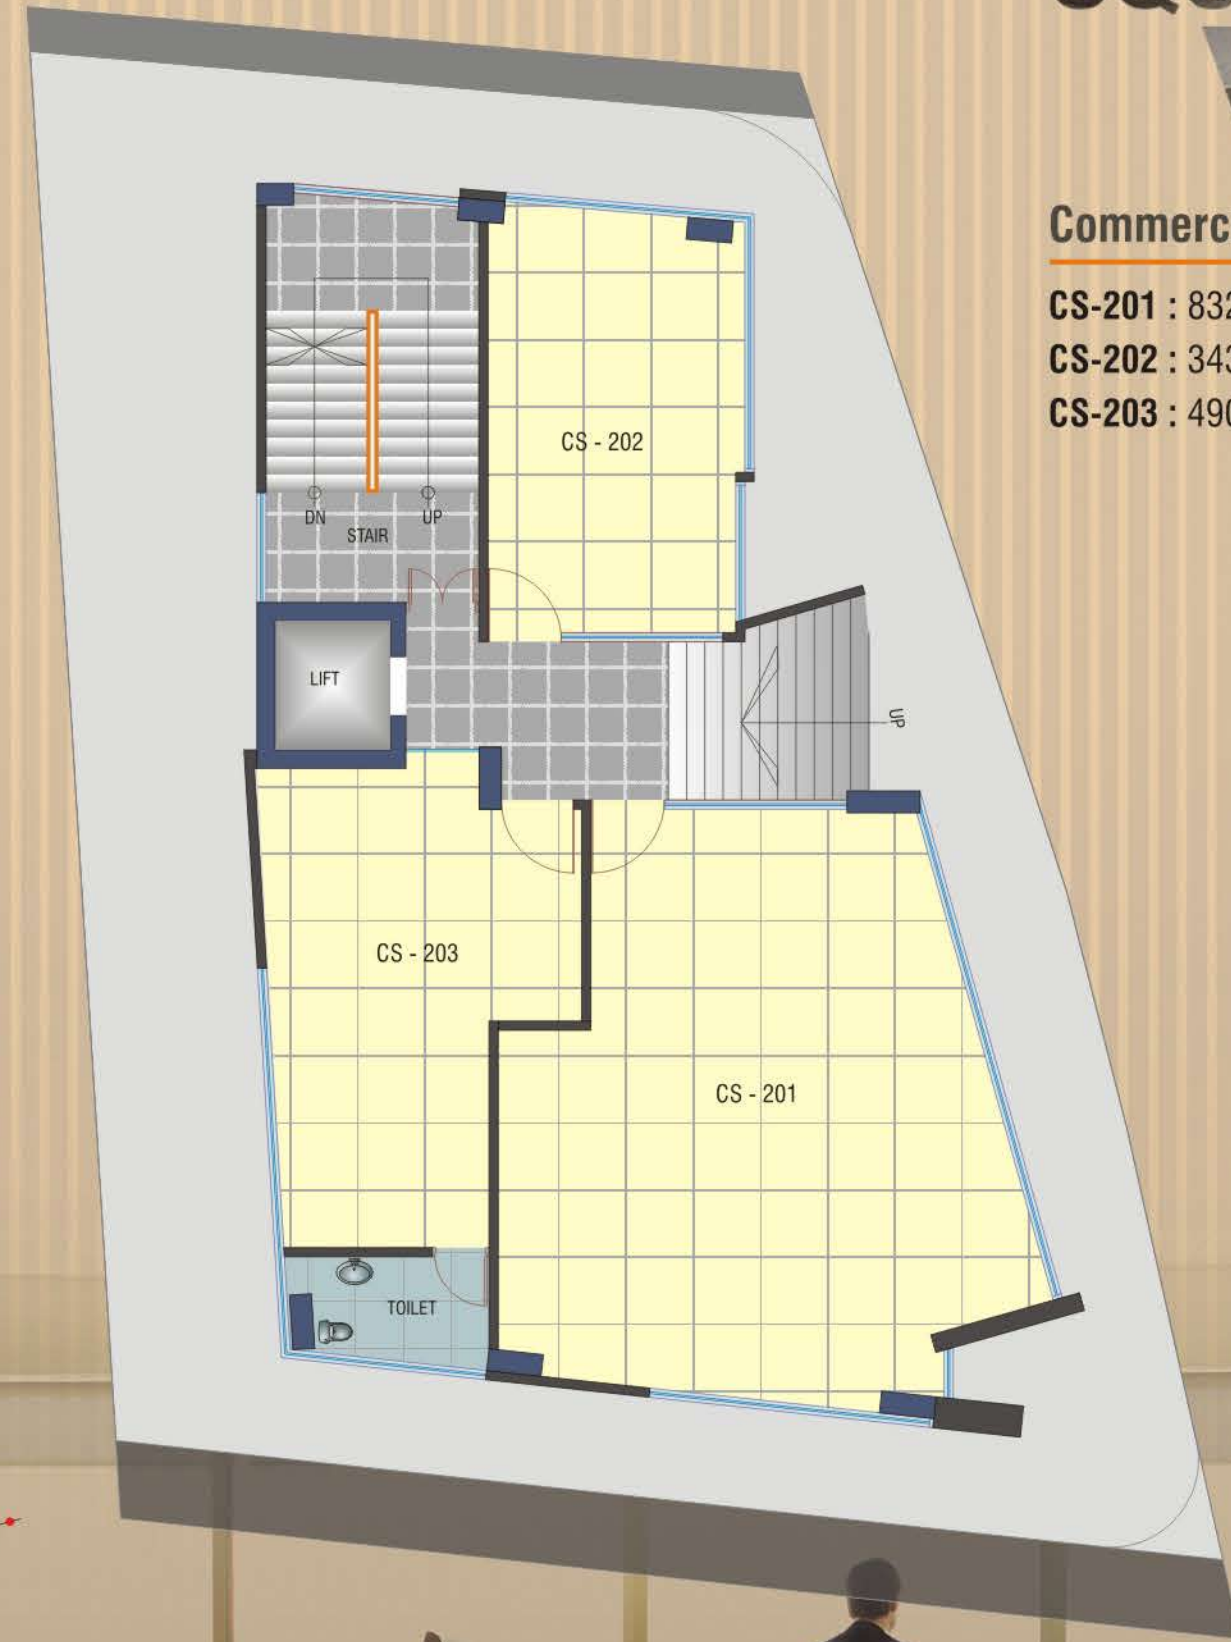 Commerc
CS-201 : 832
CS-202 : 343
CS-203 : 490
CS - 202
DN
UP
STAIR
LIFT
UP
CS - 203
CS - 201
TOILET